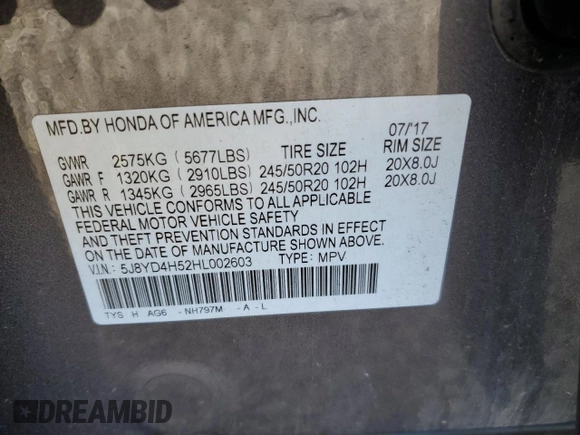 MFD.BY HONDA OF AMERICA MFG.,INC. 07/'17
GVWR 2575KG ( 5677LBS) TIRE SIZE RIM SIZE
GAWR F 1320KG ( 2910LBS) 245/50R20 102H 20X8.0J
GAWR R 1345KG ( 2965LBS) 245/50R20 102H 20X8.0J
THIS VEHICLE CONFORMS TO ALL APPLICABLE
FEDERAL MOTOR VEHICLE SAFETY
AND THEFT PREVENTION STANDARDS IN EFFECT
ON THE DATE OF MANUFACTURE SHOWN ABOVE.
V.I.N.: 5J8YD4H52HL002603 TYPE: MPV
TYS H AG6 - NH797M - A - L
DREAMBID